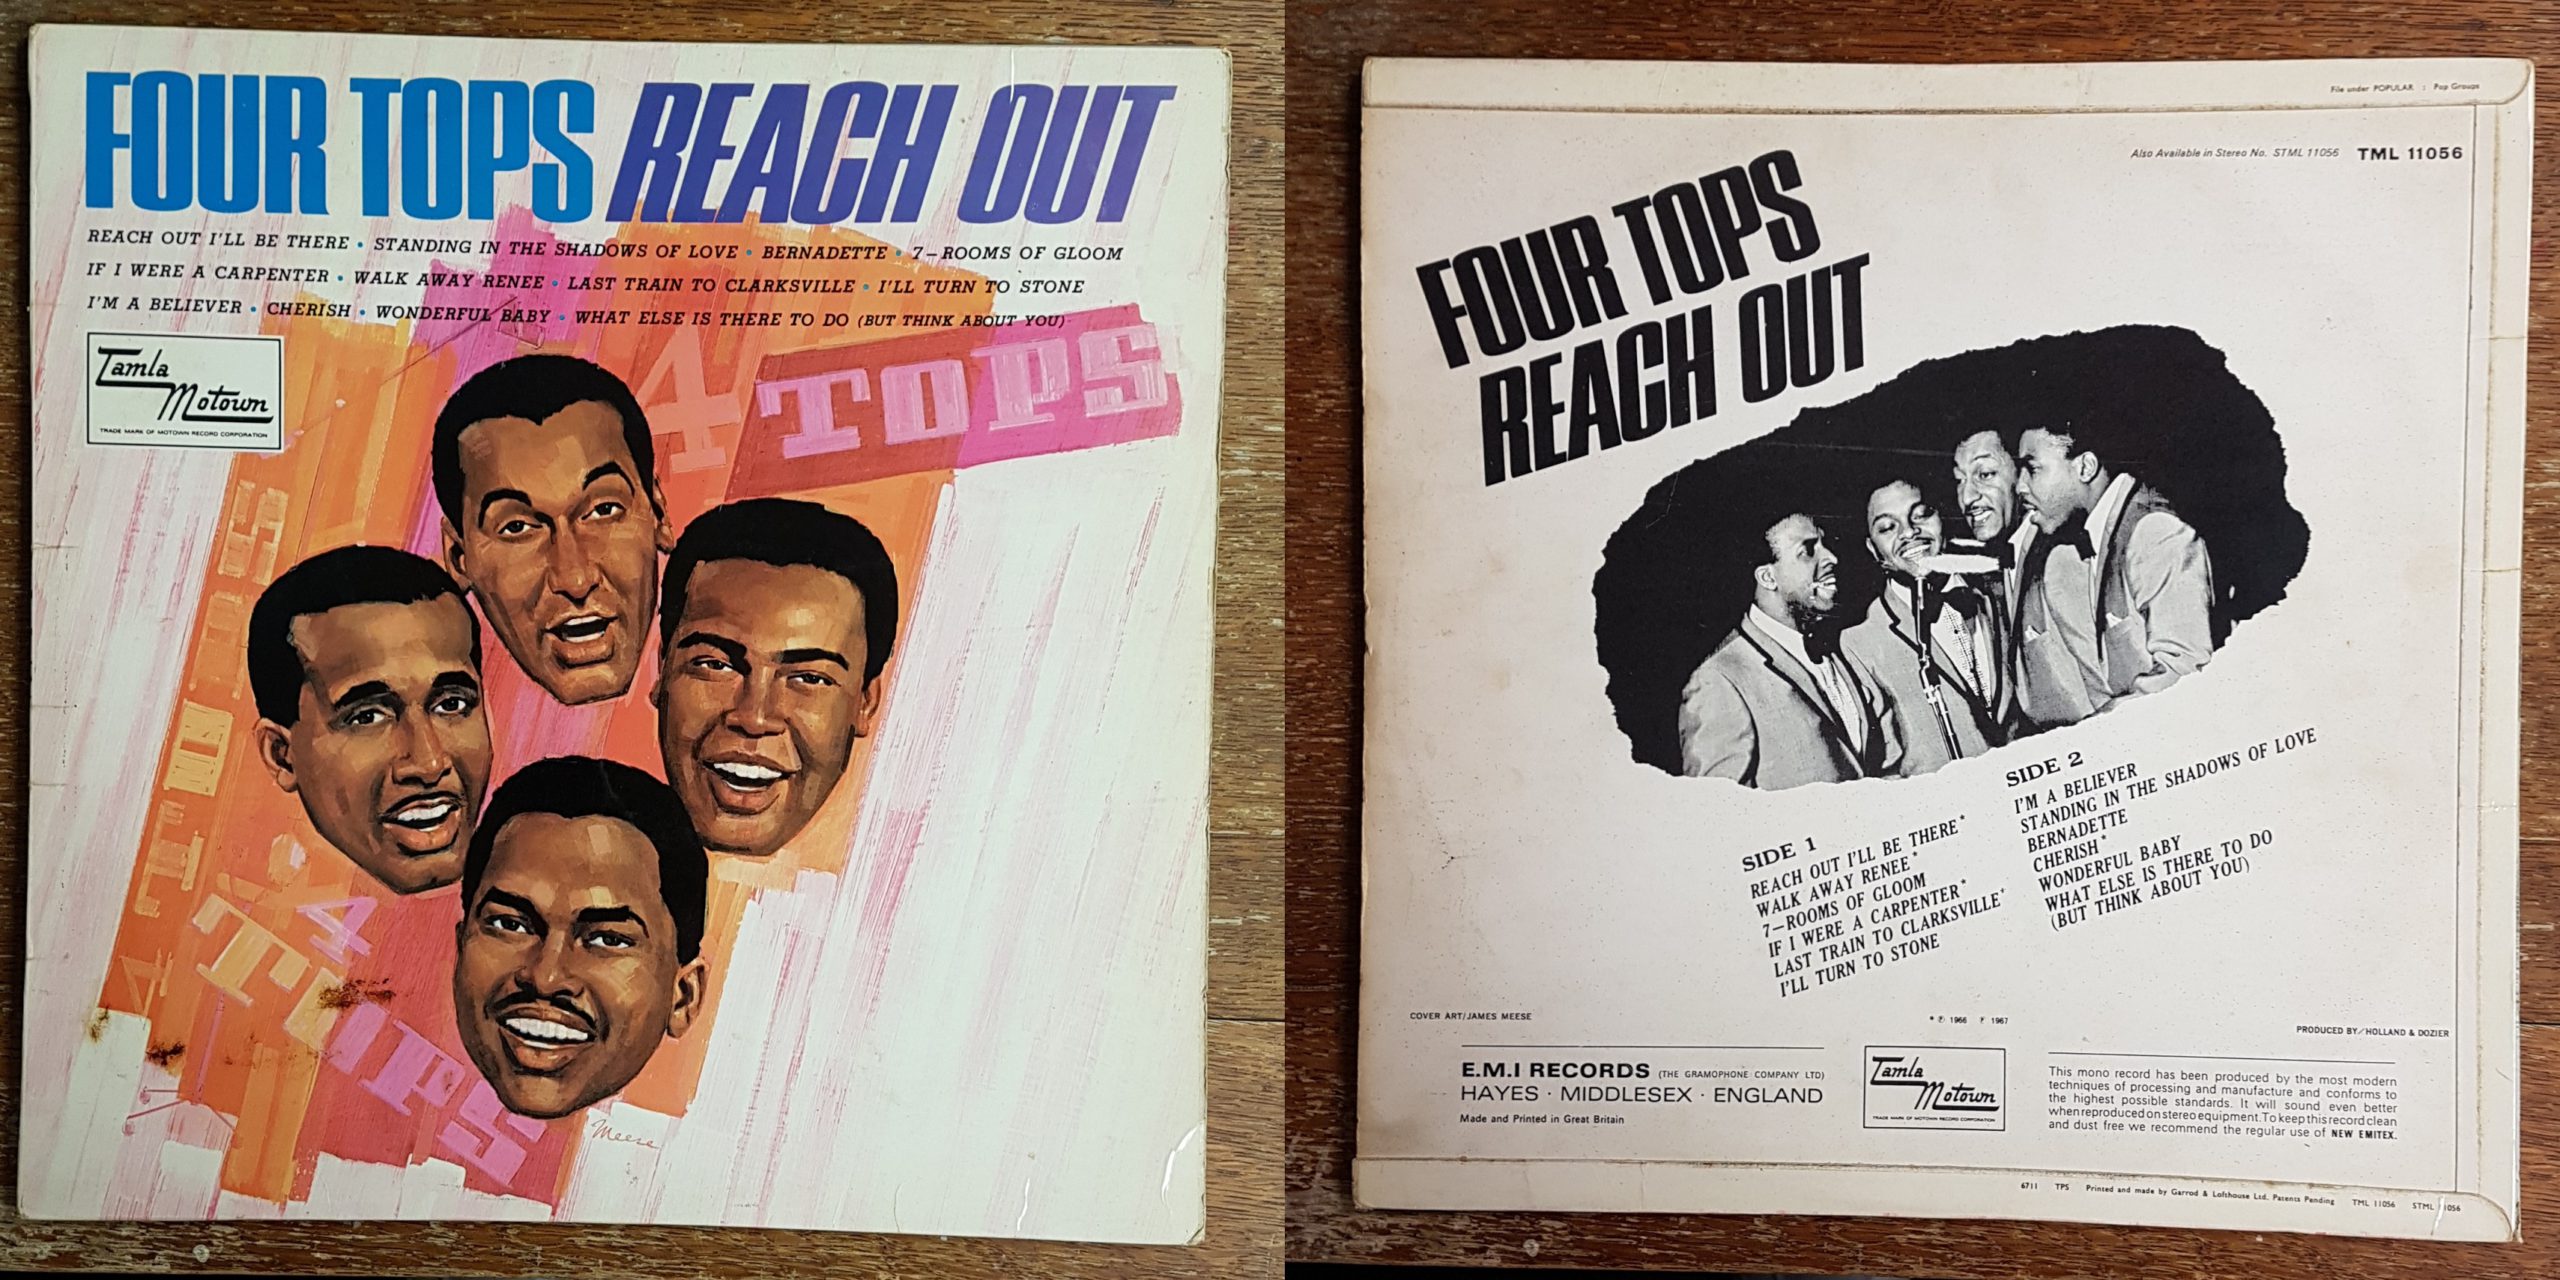 FOUR TOPS REACH OUT
REACH OUT I'LL BE THERE • STANDING IN THE SHADOWS OF LOVE • BERNADETTE • 7–ROOMS OF GLOOM
IF I WERE A CARPENTER • WALK AWAY RENEE • LAST TRAIN TO CLARKSVILLE • I'LL TURN TO STONE
I'M A BELIEVER • CHERISH • WONDERFUL BABY • WHAT ELSE IS THERE TO DO (BUT THINK ABOUT YOU)
Tamla
Motown
TRADE MARK OF MOTOWN RECORD CORPORATION
4 TOPS
4 TOPS
4 TOPS
Meese
File under POPULAR : Pop Groups
Also Available in Stereo No. STML 11056 TML 11056
FOUR TOPS
REACH OUT
SIDE 1
REACH OUT I'LL BE THERE*
WALK AWAY RENEE*
7–ROOMS OF GLOOM
IF I WERE A CARPENTER*
LAST TRAIN TO CLARKSVILLE*
I'LL TURN TO STONE
SIDE 2
I'M A BELIEVER
STANDING IN THE SHADOWS OF LOVE
BERNADETTE
CHERISH*
WONDERFUL BABY
WHAT ELSE IS THERE TO DO
(BUT THINK ABOUT YOU)
COVER ART/JAMES MEESE
* ℗ 1966 ℗ 1967
PRODUCED BY/HOLLAND & DOZIER
E.M.I RECORDS (THE GRAMOPHONE COMPANY LTD)
HAYES · MIDDLESEX · ENGLAND
Made and Printed in Great Britain
Tamla
Motown
TRADE MARK OF MOTOWN RECORD CORPORATION
This mono record has been produced by the most modern
techniques of processing and manufacture and conforms to
the highest possible standards. It will sound even better
when reproduced on stereo equipment. To keep this record clean
and dust free we recommend the regular use of NEW EMITEX.
6711 TPS Printed and made by Garrod & Lofthouse Ltd. Patents Pending TML 11056 STML 11056